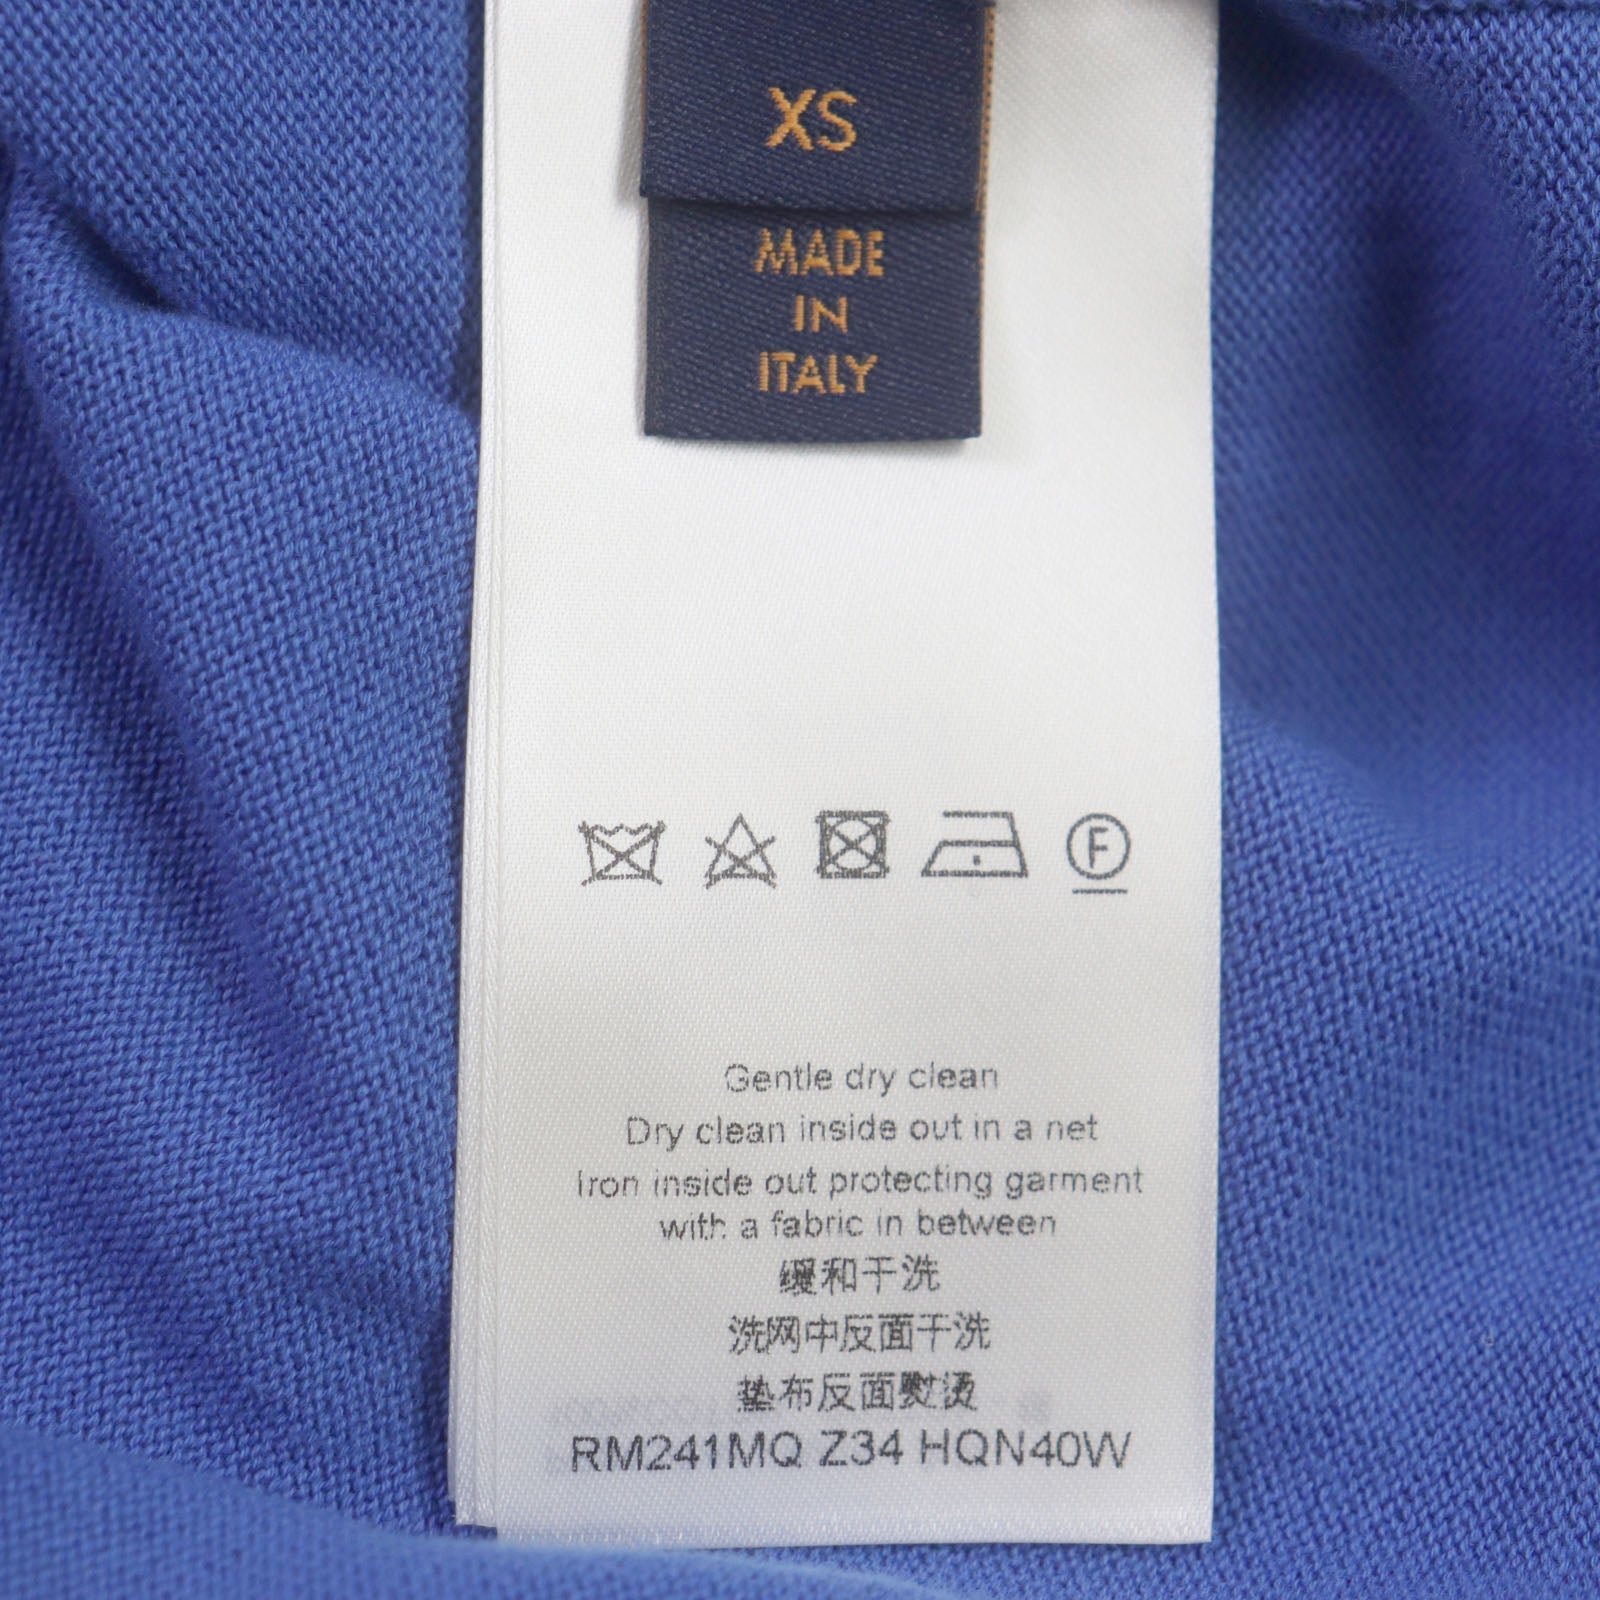 XS
MADE
IN
ITALY
F
Gentle dry clean
Dry clean inside out in a net
Iron inside out protecting garment
with a fabric in between
缓和干洗
洗网中反面干洗
垫布反面熨烫
RM241MQ Z34 HQN40W